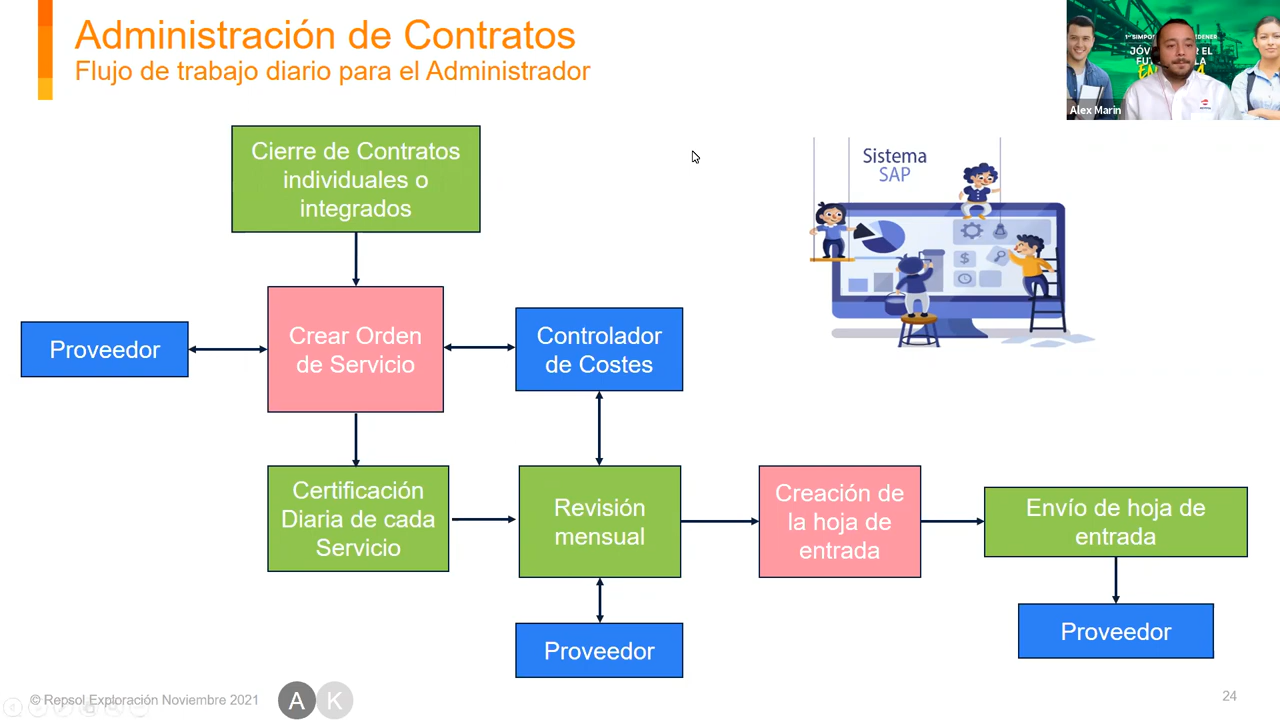 Administración de Contratos
Flujo de trabajo diario para el Administrador
Alex Marin
Cierre de Contratos
individuales o
integrados
Sistema
SAP
Proveedor
Crear Orden
de Servicio
Controlador
de Costes
Certificación
Diaria de cada
Servicio
Revisión
mensual
Creación de
la hoja de
entrada
Envío de hoja de
entrada
Proveedor
Proveedor
© Repsol Exploración Noviembre 2021
A
K
24